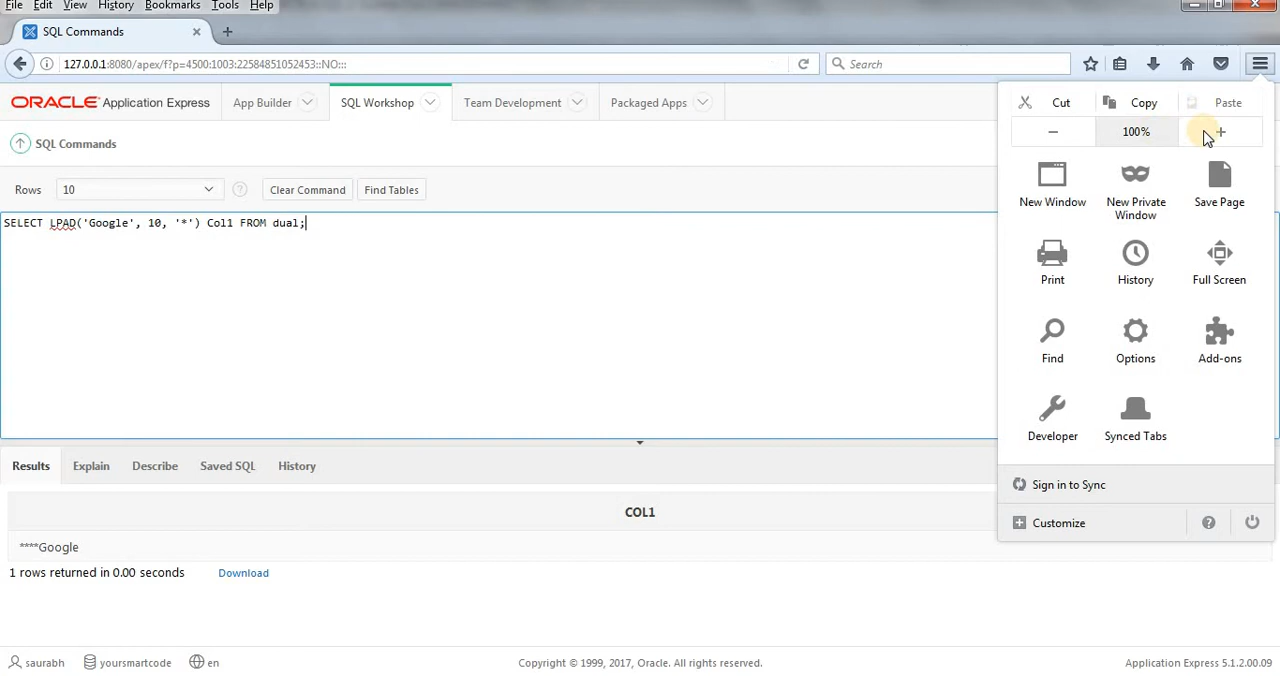 File Edit View History Bookmarks Tools Help
SQL Commands
127.0.0.1:8080/apex/f?p=4500:1003:22584851052453::NO:::
Search
ORACLE Application Express App Builder SQL Workshop Team Development Packaged Apps
SQL Commands
Rows 10 Clear Command Find Tables
SELECT LPAD('Google', 10, '*') Col1 FROM dual;
Cut Copy Paste
− 100% +
New Window New Private Window Save Page
Print History Full Screen
Find Options Add-ons
Developer Synced Tabs
Sign in to Sync
Customize
Results Explain Describe Saved SQL History
COL1
****Google
1 rows returned in 0.00 seconds Download
saurabh yoursmartcode en Copyright © 1999, 2017, Oracle. All rights reserved. Application Express 5.1.2.00.09